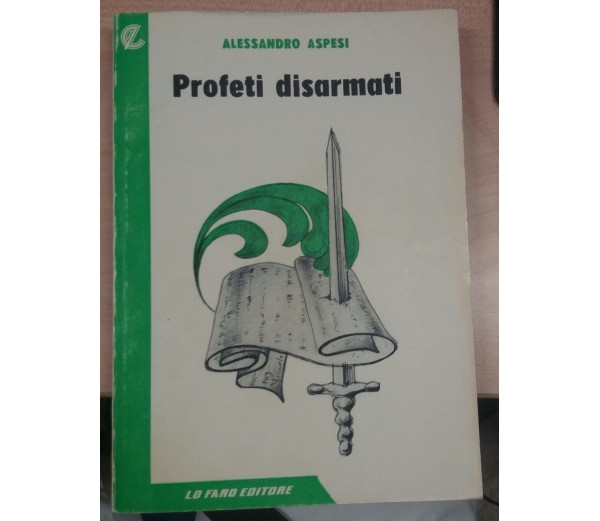 ALESSANDRO ASPESI
Profeti disarmati
LO FARO EDITORE